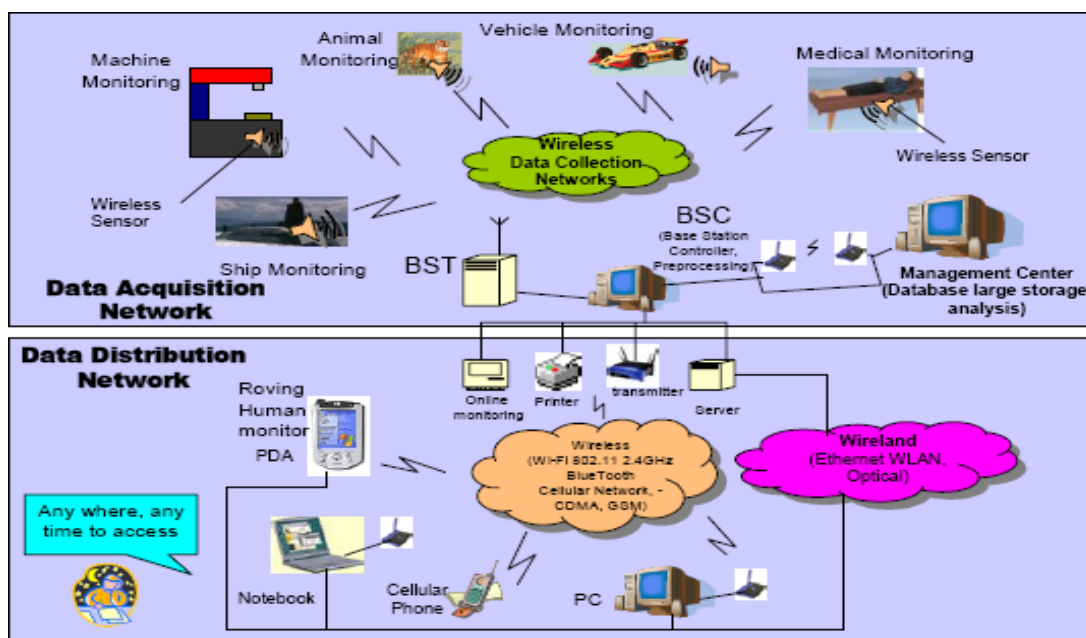 Machine
Monitoring
Animal
Monitoring
Vehicle Monitoring
Medical Monitoring
Wireless
Data Collection
Networks
Wireless Sensor
Wireless
Sensor
Ship Monitoring
BST
BSC
(Base Station
Controller,
Preprocessing)
Management Center
(Database large storage,
analysis)
Data Acquisition
Network
Data Distribution
Network
Online
monitoring
Printer
transmitter
Server
Roving
Human
monitor
PDA
Wireless
(WI-FI 802.11 2.4GHz
BlueTooth
Cellular Network, -
CDMA, GSM)
Wireland
(Ethernet WLAN,
Optical)
Any where, any
time to access
Notebook
Cellular
Phone
PC